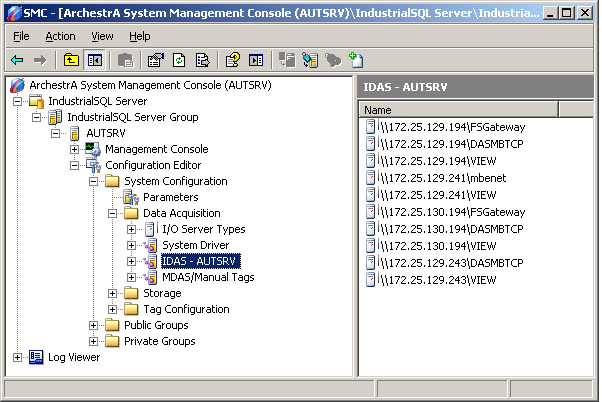 SMC - [ArchestrA System Management Console (AUTSRV)\IndustrialSQL Server\Industria...
File Action View Help
ArchestrA System Management Console (AUTSRV)
IndustrialSQL Server
IndustrialSQL Server Group
AUTSRV
Management Console
Configuration Editor
System Configuration
Parameters
Data Acquisition
I/O Server Types
System Driver
IDAS - AUTSRV
MDAS/Manual Tags
Storage
Tag Configuration
Public Groups
Private Groups
Log Viewer
IDAS - AUTSRV
Name
\\172.25.129.194\FSGateway
\\172.25.129.194\DASMBTCP
\\172.25.129.194\VIEW
\\172.25.129.241\mbenet
\\172.25.129.241\VIEW
\\172.25.130.194\FSGateway
\\172.25.130.194\DASMBTCP
\\172.25.130.194\VIEW
\\172.25.129.243\DASMBTCP
\\172.25.129.243\VIEW